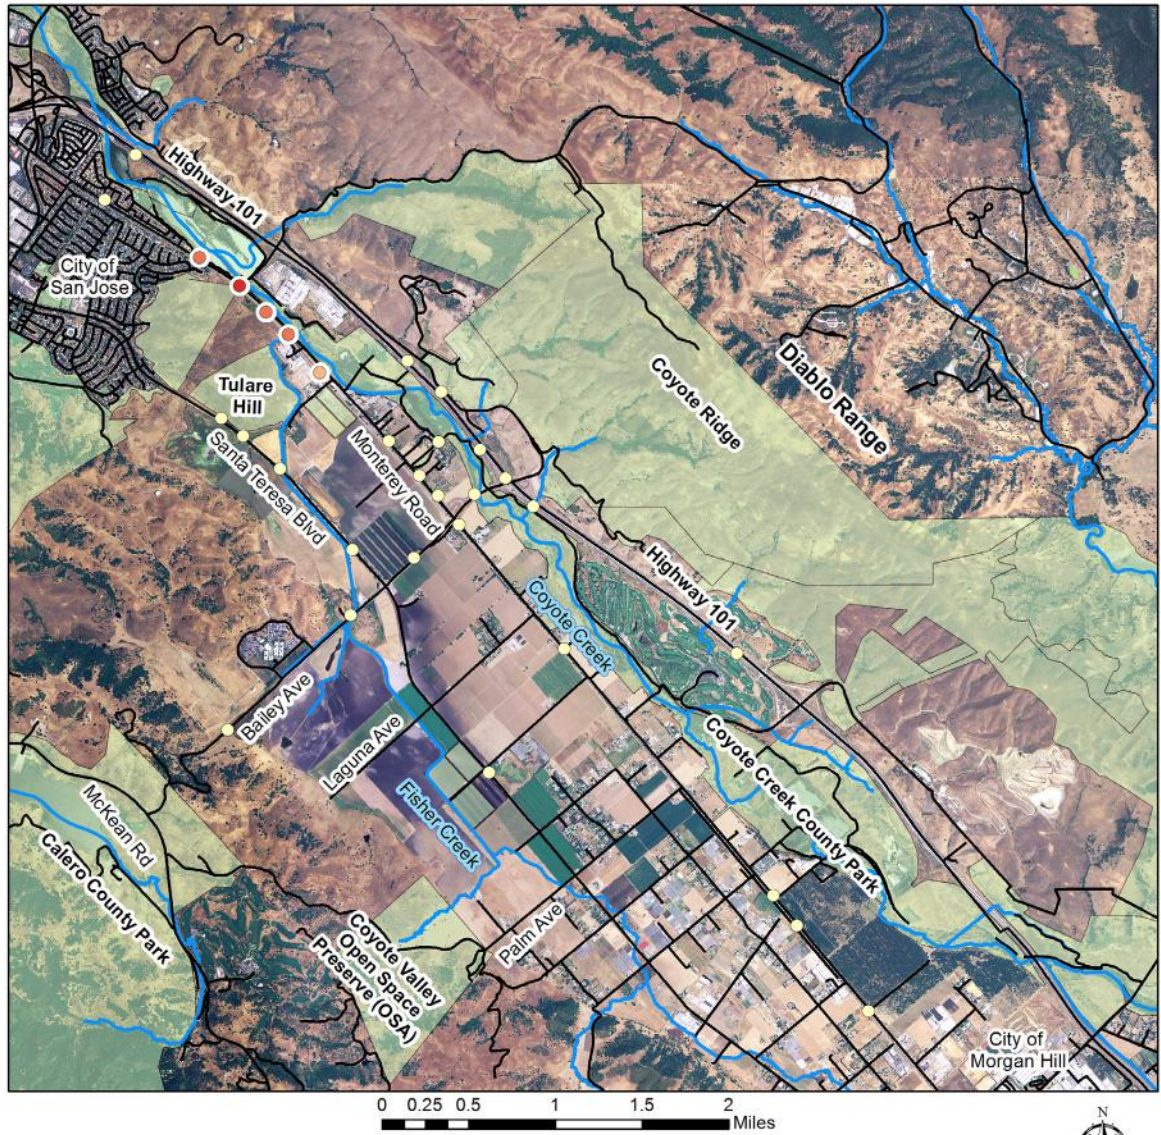 Highway 101
City of
San Jose
Tulare
Hill
Coyote Ridge
Diablo Range
Monterey Road
Santa Teresa Blvd
Highway 101
Coyote Creek
Bailey Ave
Laguna Ave
Fisher Creek
McKean Rd
Calero County Park
Coyote Creek County Park
Coyote Valley
Open Space
Preserve (OSA)
Palm Ave
City of
Morgan Hill
0 0.25 0.5 1 1.5 2
Miles
N